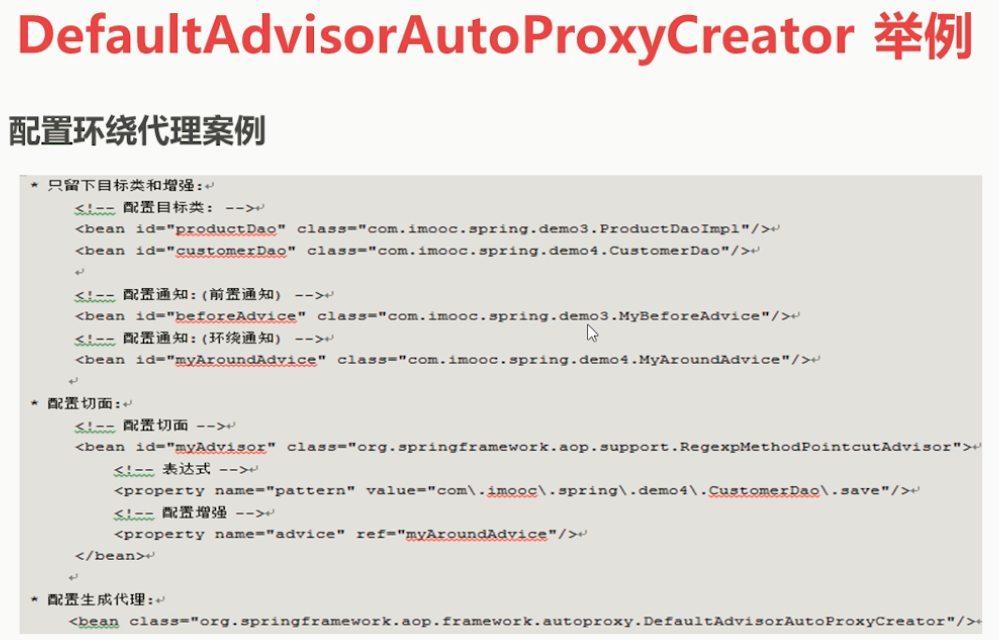 DefaultAdvisorAutoProxyCreator 举例
配置环绕代理案例
* 只留下目标类和增强:
<!-- 配置目标类: -->
<bean id="productDao" class="com.imooc.spring.demo3.ProductDaoImpl"/>
<bean id="customerDao" class="com.imooc.spring.demo4.CustomerDao"/>
<!-- 配置通知:(前置通知) -->
<bean id="beforeAdvice" class="com.imooc.spring.demo3.MyBeforeAdvice"/>
<!-- 配置通知:(环绕通知) -->
<bean id="myAroundAdvice" class="com.imooc.spring.demo4.MyAroundAdvice"/>
* 配置切面:
<!-- 配置切面 -->
<bean id="myAdvisor" class="org.springframework.aop.support.RegexpMethodPointcutAdvisor">
<!-- 表达式 -->
<property name="pattern" value="com\.imooc\.spring\.demo4\.CustomerDao\.save"/>
<!-- 配置增强 -->
<property name="advice" ref="myAroundAdvice"/>
</bean>
* 配置生成代理:
<bean class="org.springframework.aop.framework.autoproxy.DefaultAdvisorAutoProxyCreator"/>